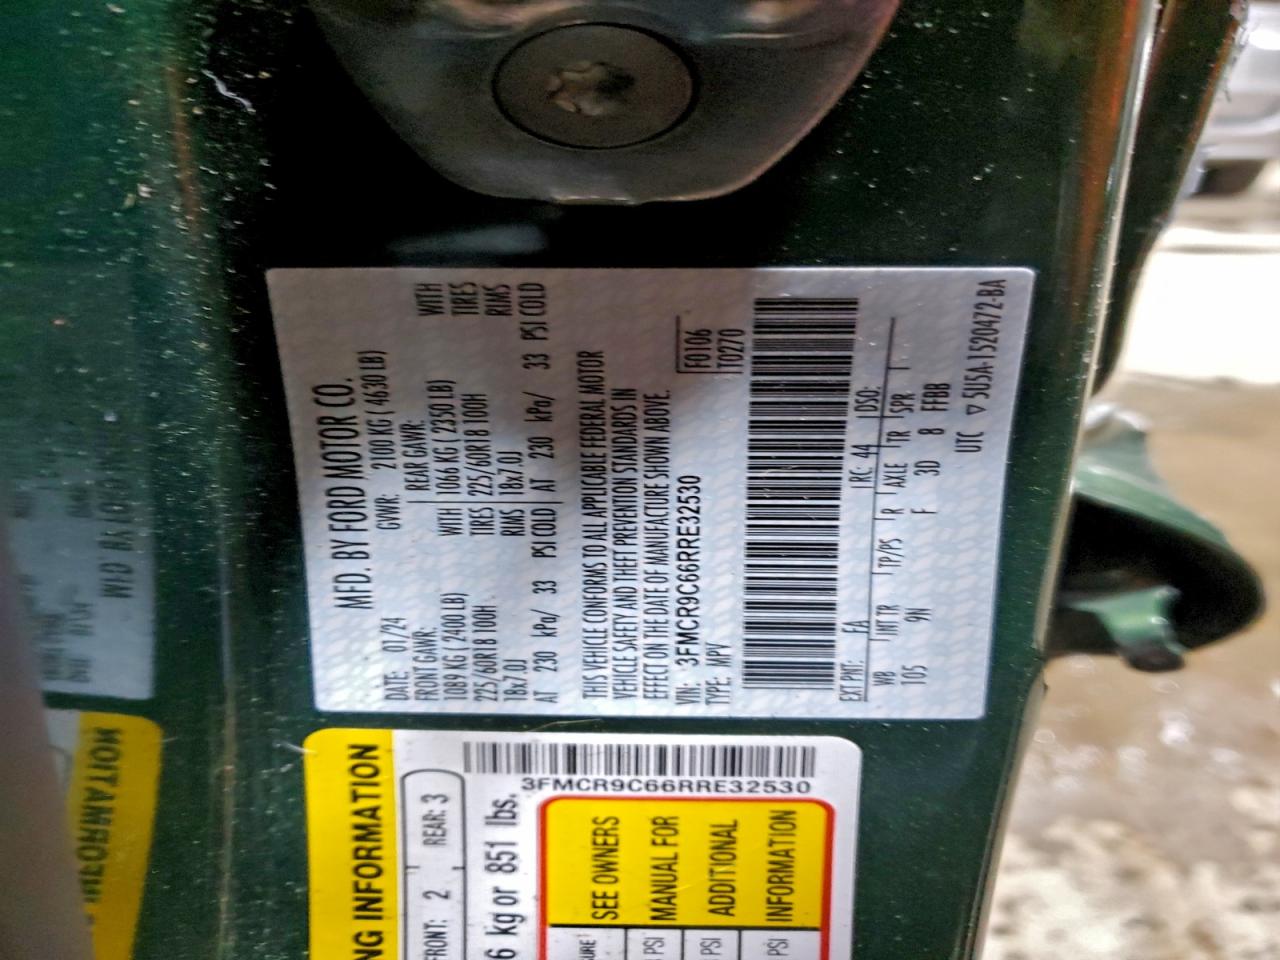 MFD. BY FORD MOTOR CO.
DATE: 07/24 GVWR: 2100 KG ( 4630 LB)
FRONT GAWR: REAR GAWR:
1089 KG ( 2400 LB) WITH 1066 KG ( 2350 LB) WITH
225/60R18 100H TIRES 225/60R18 100H TIRES
18x7.0J RIMS 18x7.0J RIMS
AT 230 kPa/ 33 PSI COLD AT 230 kPa/ 33 PSI COLD
THIS VEHICLE CONFORMS TO ALL APPLICABLE FEDERAL MOTOR
VEHICLE SAFETY AND THEFT PREVENTION STANDARDS IN
EFFECT ON THE DATE OF MANUFACTURE SHOWN ABOVE.
VIN: 3FMCR9C66RRE32530 F0106
TYPE: MPV T0270
EXT PNT: FA RC: 44 DSO:
WB INT TR TP/PS R AXLE TR SPR
105 9N F 3D 8 FFBB
UTC ▽ 5U5A-1520472-BA
NG INFORMATION
FRONT: 2 REAR: 3
6 kg or 851 lbs.
3FMCR9C66RRE32530
SEE OWNERS
MANUAL FOR
ADDITIONAL
INFORMATION
URE
PSI
PSI
PSI